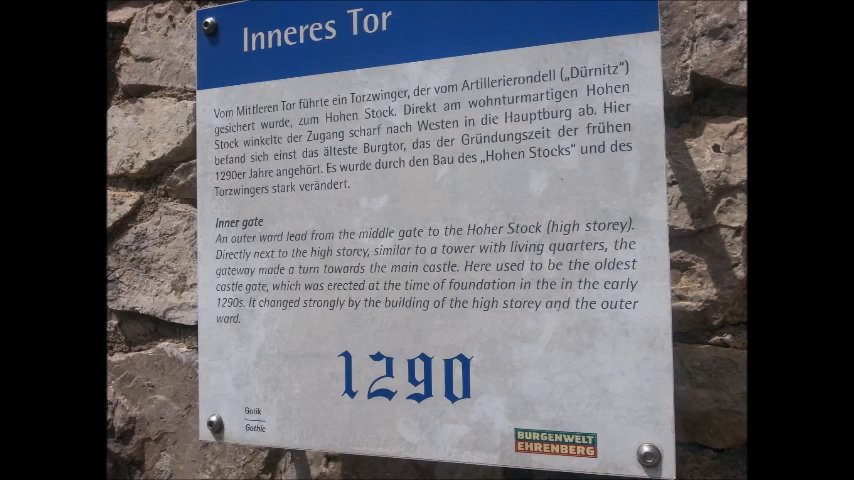 Inneres Tor
Vom Mittleren Tor führte ein Torzwinger, der vom Artillerierondell („Dürnitz“)
gesichert wurde, zum Hohen Stock. Direkt am wohnturmartigen Hohen
Stock winkelte der Zugang scharf nach Westen in die Hauptburg ab. Hier
befand sich einst das älteste Burgtor, das der Gründungszeit der frühen
1290er Jahre angehört. Es wurde durch den Bau des „Hohen Stocks“ und des
Torzwingers stark verändert.
Inner gate
An outer ward lead from the middle gate to the Hoher Stock (high storey).
Directly next to the high storey, similar to a tower with living quarters, the
gateway made a turn towards the main castle. Here used to be the oldest
castle gate, which was erected at the time of foundation in the in the early
1290s. It changed strongly by the building of the high storey and the outer
ward.
1290
Gotik
Gothic
BURGENWELT
EHRENBERG